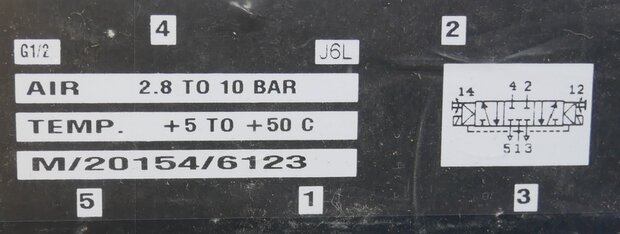 4
2
G1/2
J6L
AIR 2.8 TO 10 BAR
14
4 2
12
TEMP. +5 TO +50 C
513
M/20154/6123
5
1
3